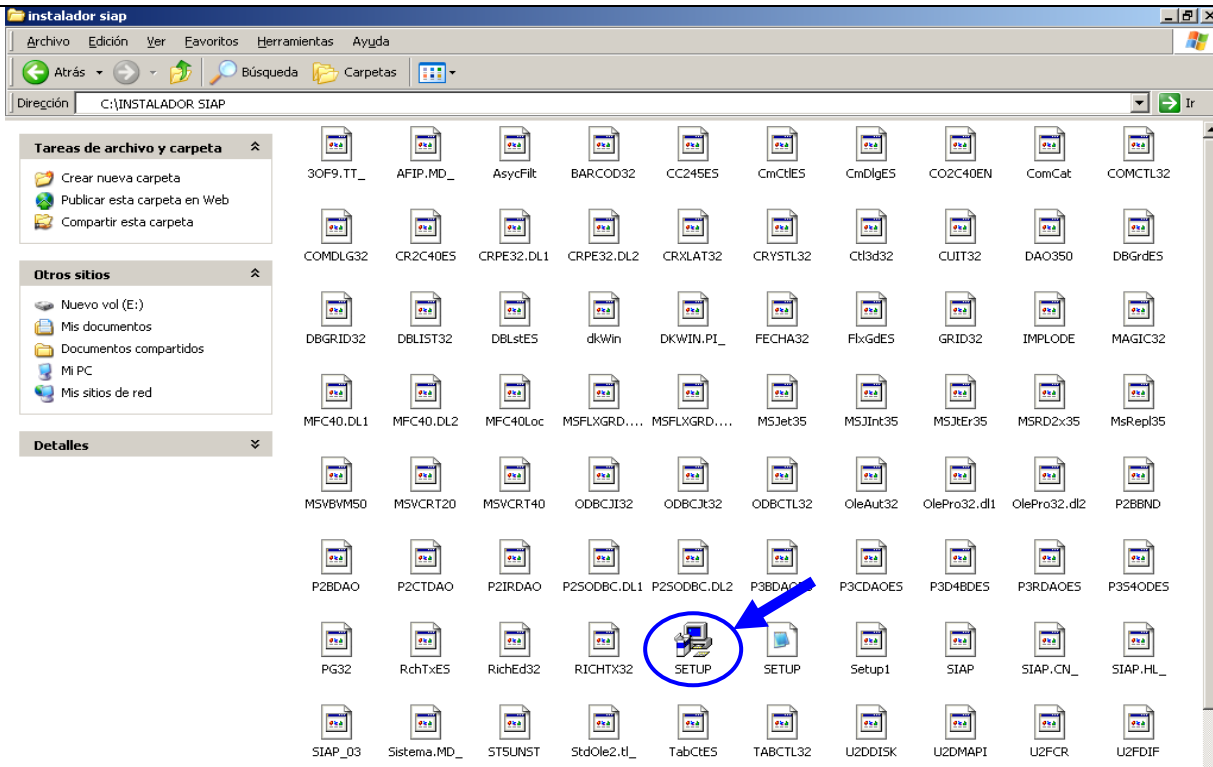 instalador siap
Archivo Edición Ver Favoritos Herramientas Ayuda
Atrás Búsqueda Carpetas
Dirección C:\INSTALADOR SIAP Ir
Tareas de archivo y carpeta
Crear nueva carpeta
Publicar esta carpeta en Web
Compartir esta carpeta
Otros sitios
Nuevo vol (E:)
Mis documentos
Documentos compartidos
Mi PC
Mis sitios de red
Detalles
3OF9.TT_ AFIP.MD_ AsycFilt BARCOD32 CC245ES CmCtlES CmDlgES CO2C40EN ComCat COMCTL32
COMDLG32 CR2C40ES CRPE32.DL1 CRPE32.DL2 CRXLAT32 CRYSTL32 Ctl3d32 CUIT32 DAO350 DBGrdES
DBGRID32 DBLIST32 DBLstES dkWin DKWIN.PI_ FECHA32 FlxGdES GRID32 IMPLODE MAGIC32
MFC40.DL1 MFC40.DL2 MFC40Loc MSFLXGRD.... MSFLXGRD.... MSJet35 MSJInt35 MSJtEr35 MSRD2x35 MsRepl35
MSVBVM50 MSVCRT20 MSVCRT40 ODBCJI32 ODBCJt32 ODBCTL32 OleAut32 OlePro32.dl1 OlePro32.dl2 P2BBND
P2BDAO P2CTDAO P2IRDAO P2SODBC.DL1 P2SODBC.DL2 P3BDAOES P3CDAOES P3D4BDES P3RDAOES P3S4ODES
PG32 RchTxES RichEd32 RICHTX32 SETUP SETUP Setup1 SIAP SIAP.CN_ SIAP.HL_
SIAP_03 Sistema.MD_ ST5UNST StdOle2.tl_ TabCtES TABCTL32 U2DDISK U2DMAPI U2FCR U2FDIF